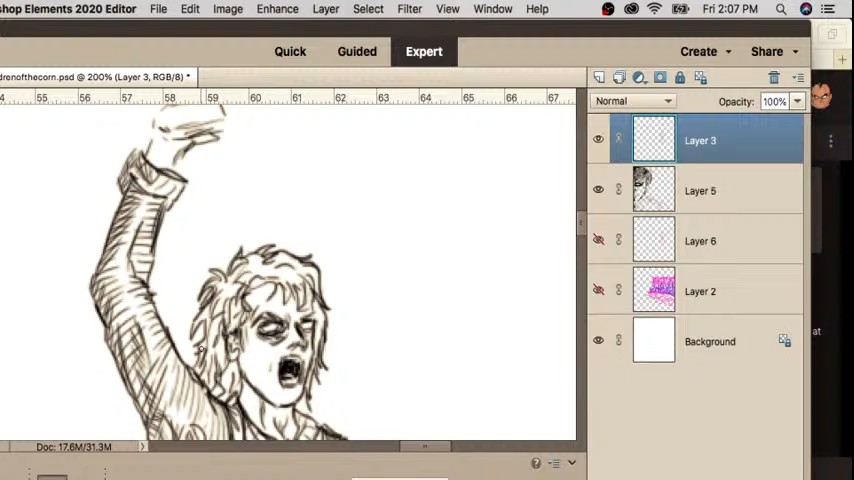 shop Elements 2020 Editor File Edit Image Enhance Layer Select Filter View Window Help Fri 2:07 PM
Quick Guided Expert Create Share
drenofthecorn.psd @ 200% (Layer 3, RGB/8) *
55 56 57 58 59 60 61 62 63 64 65 66 67
Normal Opacity: 100%
Layer 3
Layer 5
Layer 6
Layer 2
at
Background
Doc: 17.6M/31.3M